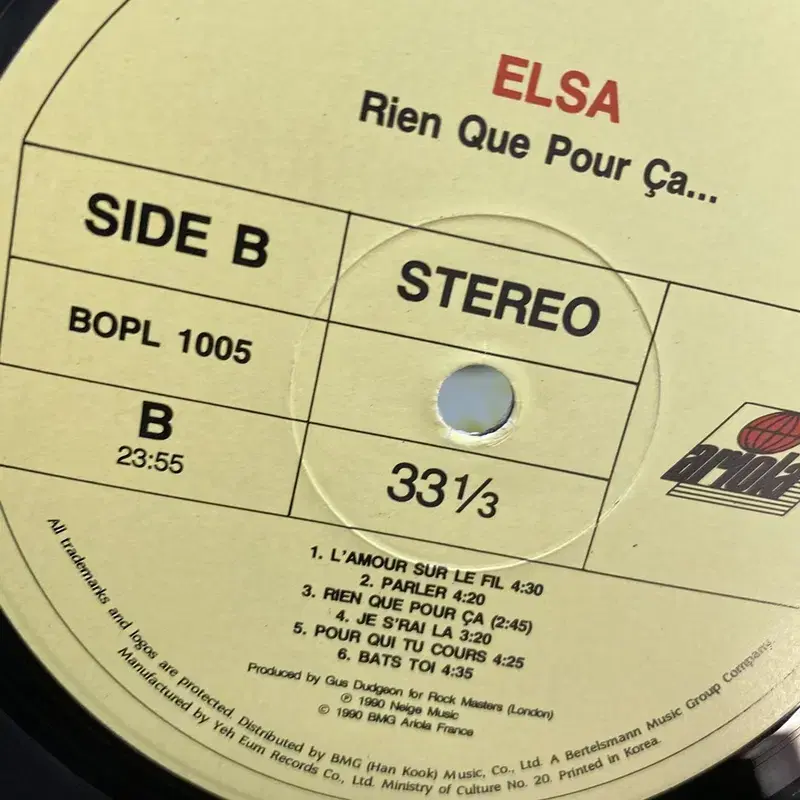 ELSA
Rien Que Pour Ça...
SIDE B
STEREO
BOPL 1005
B
23:55
33 1/3
ariola
1. L'AMOUR SUR LE FIL 4:30
2. PARLER 4:20
3. RIEN QUE POUR ÇA (2:45)
4. JE S'RAI LA 3:20
5. POUR QUI TU COURS 4:25
6. BATS TOI 4:35
Produced by Gus Dudgeon for Rock Masters (London)
℗ 1990 Neige Music
© 1990 BMG Ariola France
All trademarks and logos are protected. Distributed by BMG (Han Kook) Music, Co., Ltd. A Bertelsmann Music Group Company.
Manufactured by Yeh Eum Records Co., Ltd. Ministry of Culture No. 20. Printed in Korea.